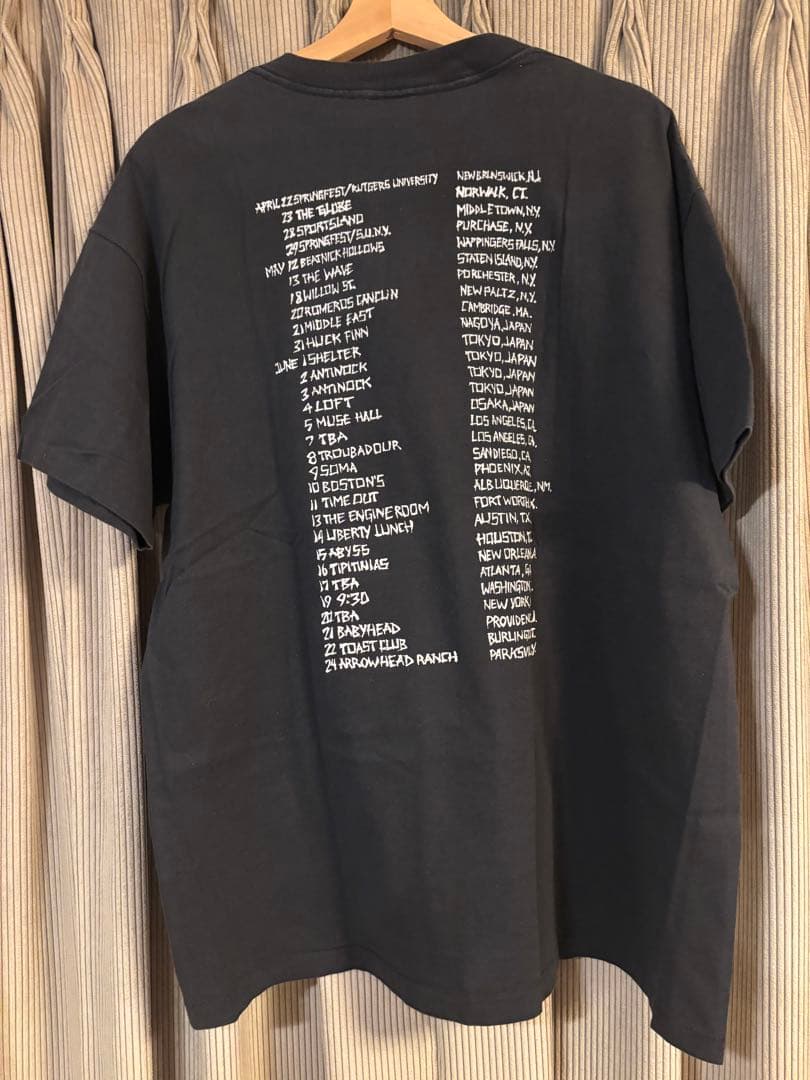 APRIL 22 SPRINGFEST/RUTGERS UNIVERSITY NEW BRUNSWICK, NJ
23 THE GLOBE NORWALK, CT.
28 SPORTSLAND MIDDLETOWN, N.Y.
29 SPRINGFEST/S.U.N.Y. PURCHASE, N.Y.
MAY 12 BEATNICK HOLLOWS WAPPINGERS FALLS, N.Y.
13 THE WAVE STATEN ISLAND, N.Y.
18 WILLOW ST. PORCHESTER, N.Y.
20 ROMEROS CANCUN NEW PALTZ, N.Y.
21 MIDDLE EAST CAMBRIDGE, MA.
31 HUCK FINN NAGOYA, JAPAN
JUNE 1 SHELTER TOKYO, JAPAN
2 ANTINOCK TOKYO, JAPAN
3 ANTINOCK TOKYO, JAPAN
4 LOFT TOKYO, JAPAN
5 MUSE HALL OSAKA, JAPAN
7 TBA LOS ANGELES, CA.
8 TROUBADOUR LOS ANGELES, CA.
9 SOMA SAN DIEGO, CA
10 BOSTON'S PHOENIX, AZ
11 TIME OUT ALBUQUERQUE, NM.
13 THE ENGINE ROOM FORT WORTH
14 LIBERTY LUNCH AUSTIN, TX
15 ABYSS HOUSTON,
16 TIPITINIAS NEW
17 TBA ATLANTA,
19 9:30 WASHINGTON,
20 TBA NEW YORK
21 BABYHEAD
22 TOAST CLUB
24 ARROWHEAD RANCH